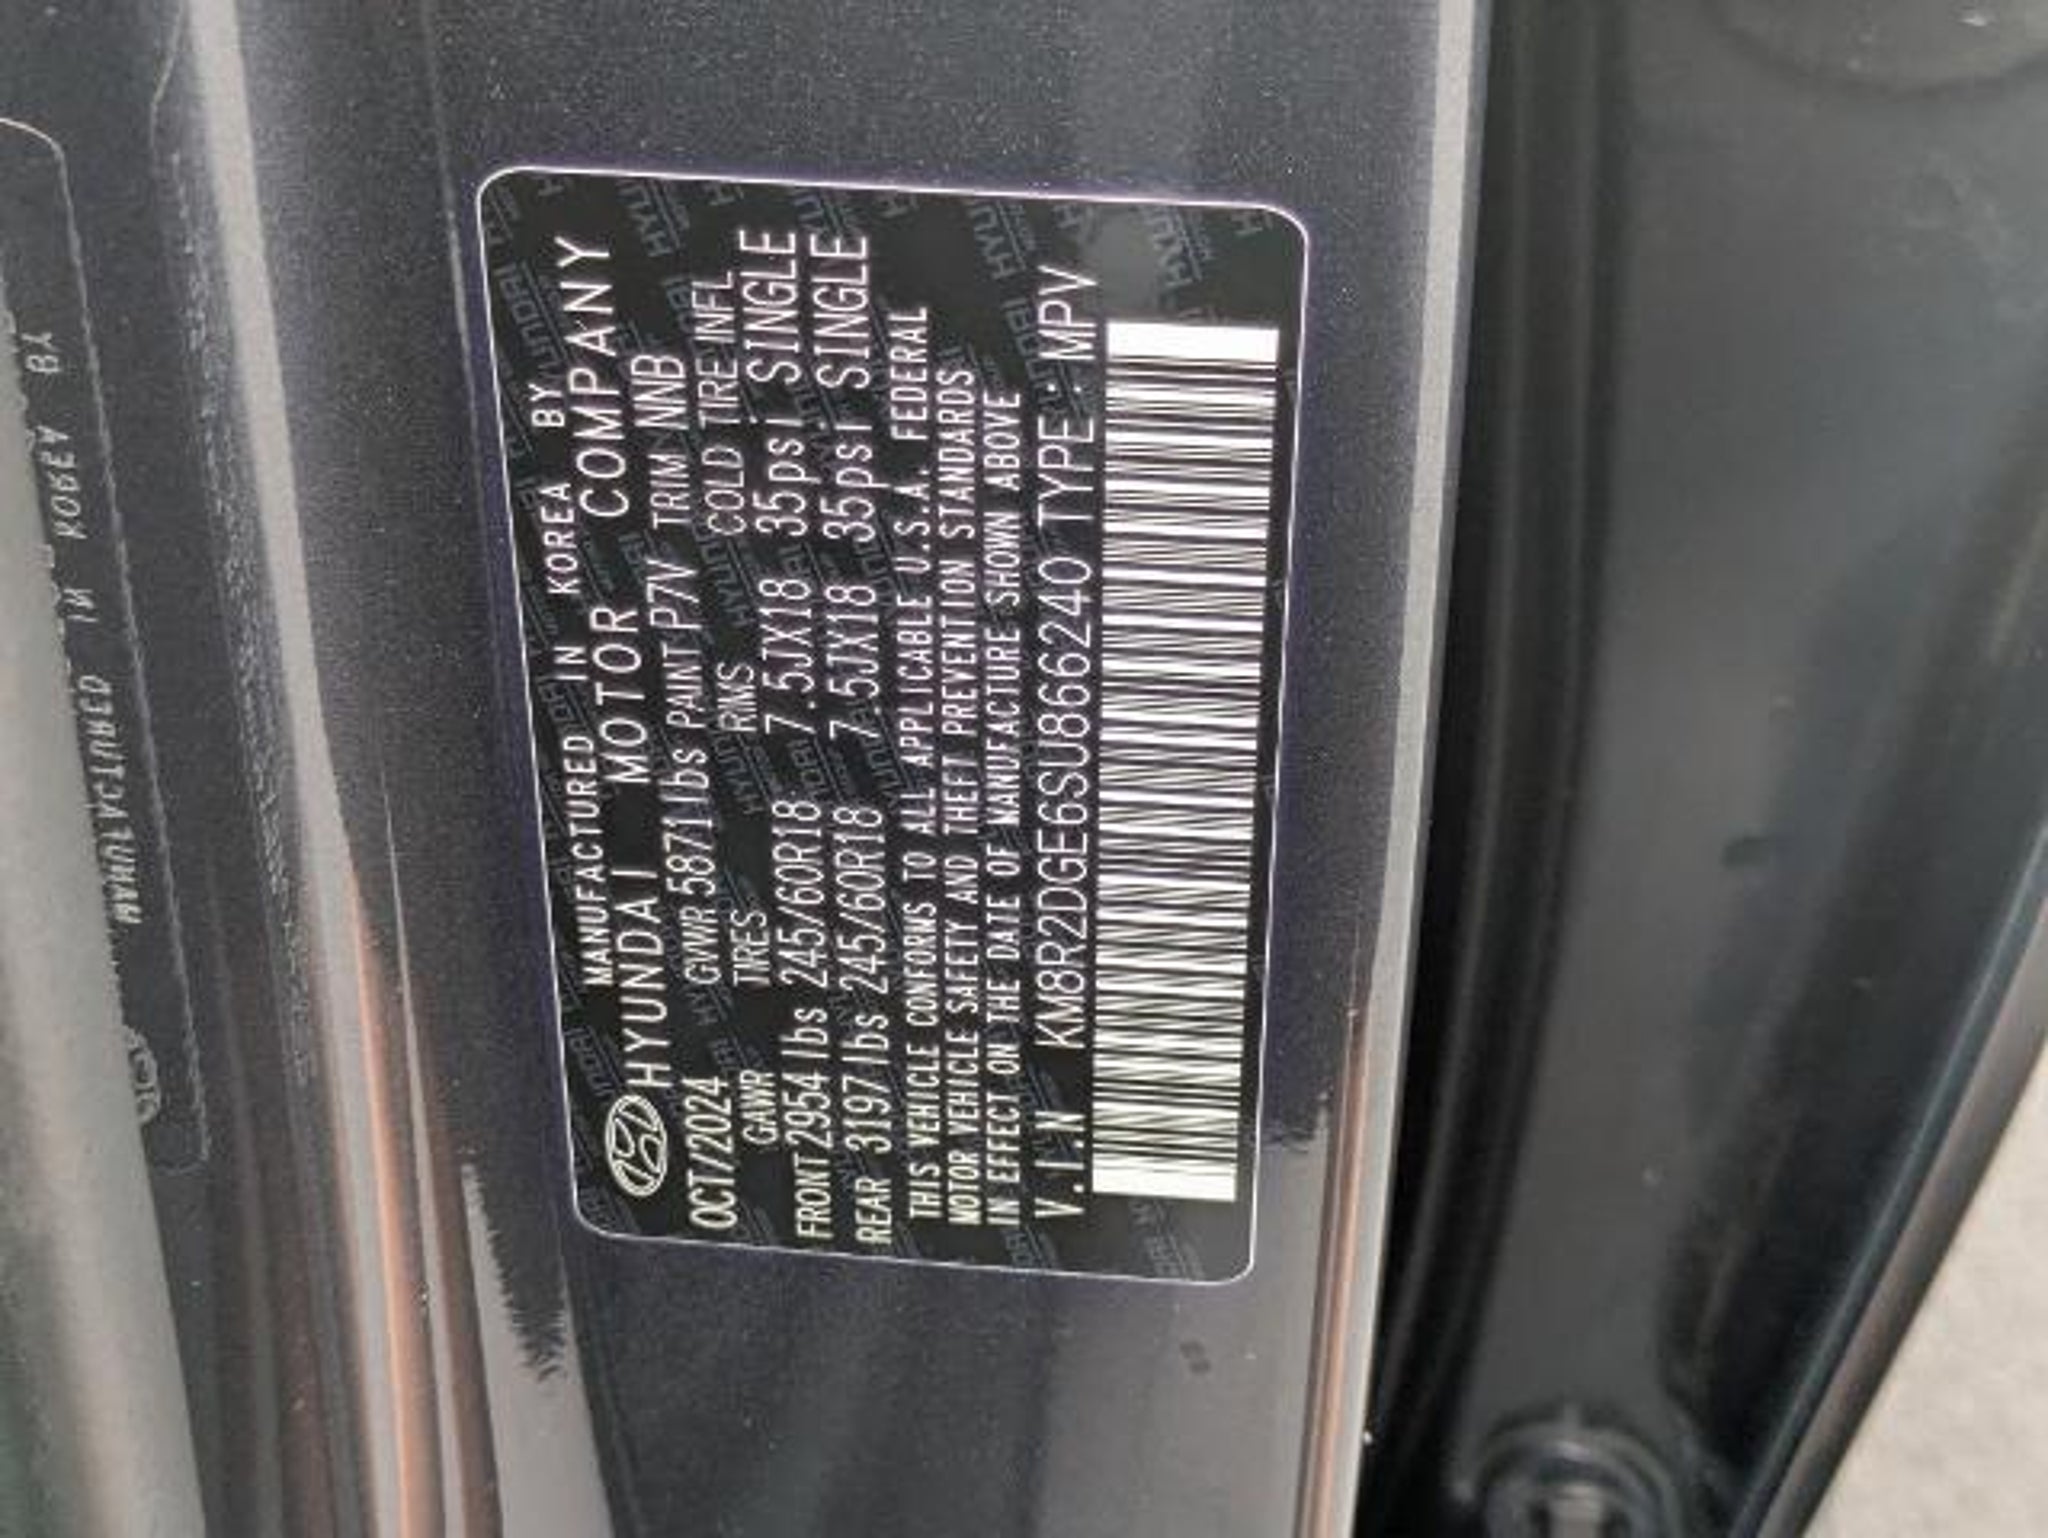 MANUFACTURED IN KOREA BY
HYUNDAI MOTOR COMPANY
OCT/2024 GVWR 5871lbs PAINT P7V TRIM NNB
GAWR TIRES RIMS COLD TIRE INFL
FRONT 2954lbs 245/60R18 7.5JX18 35psi SINGLE
REAR 3197lbs 245/60R18 7.5JX18 35psi SINGLE
THIS VEHICLE CONFORMS TO ALL APPLICABLE U.S.A. FEDERAL
MOTOR VEHICLE SAFETY AND THEFT PREVENTION STANDARDS
IN EFFECT ON THE DATE OF MANUFACTURE SHOWN ABOVE
V.I.N KM8R2DGE6SU866240 TYPE: MPV
MANUFACTURED IN KOREA BY